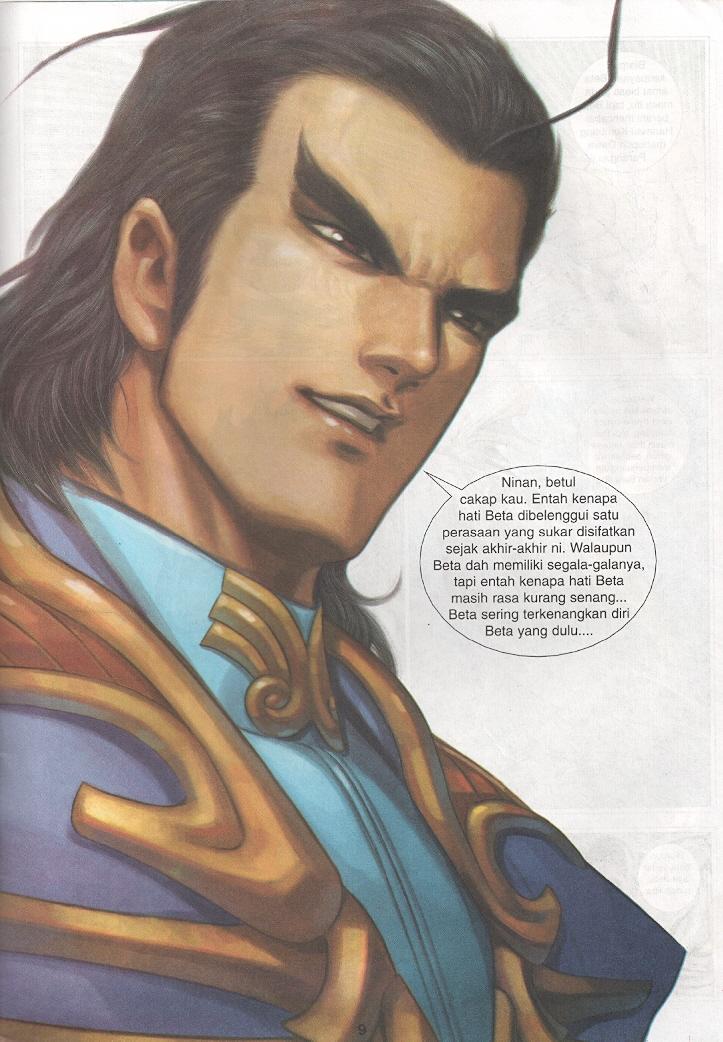 Ninan, betul
cakap kau. Entah kenapa
hati Beta dibelenggui satu
perasaan yang sukar disifatkan
sejak akhir-akhir ni. Walaupun
Beta dah memiliki segala-galanya,
tapi entah kenapa hati Beta
masih rasa kurang senang...
Beta sering terkenangkan diri
Beta yang dulu....
9